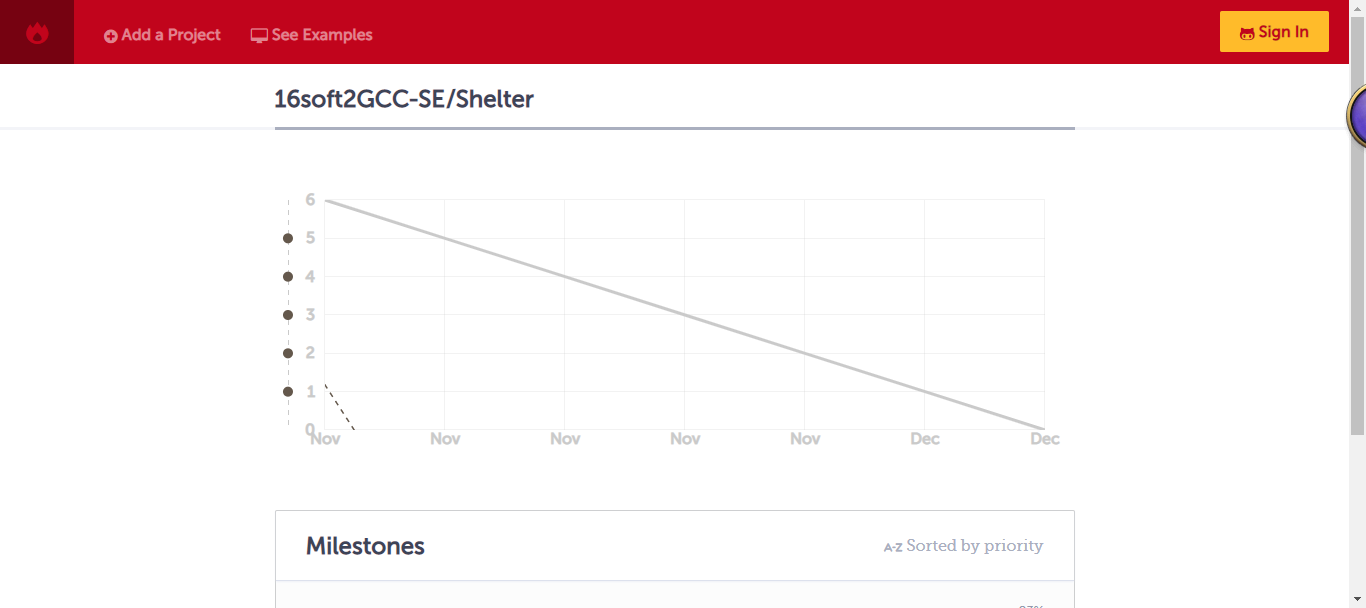 Add a Project
See Examples
Sign In
16soft2GCC-SE/Shelter
6
5
4
3
2
1
0
Nov Nov Nov Nov Nov Dec Dec
Milestones
A-Z Sorted by priority